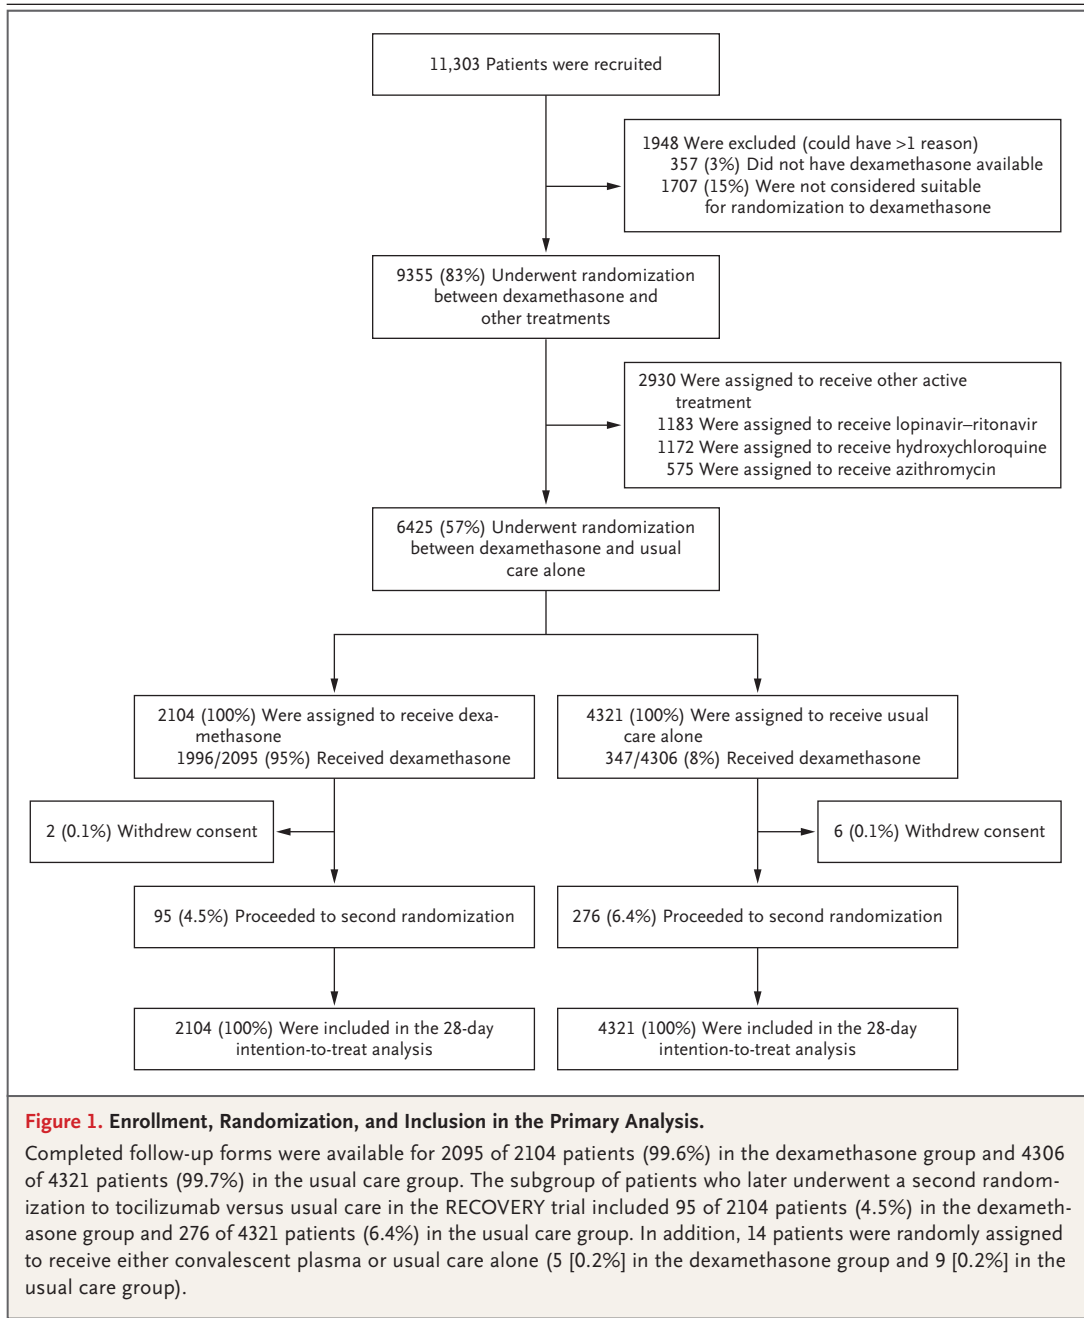 11,303 Patients were recruited
1948 Were excluded (could have >1 reason)
357 (3%) Did not have dexamethasone available
1707 (15%) Were not considered suitable
for randomization to dexamethasone
9355 (83%) Underwent randomization
between dexamethasone and
other treatments
2930 Were assigned to receive other active
treatment
1183 Were assigned to receive lopinavir–ritonavir
1172 Were assigned to receive hydroxychloroquine
575 Were assigned to receive azithromycin
6425 (57%) Underwent randomization
between dexamethasone and usual
care alone
2104 (100%) Were assigned to receive dexa-
methasone
1996/2095 (95%) Received dexamethasone
4321 (100%) Were assigned to receive usual
care alone
347/4306 (8%) Received dexamethasone
2 (0.1%) Withdrew consent
6 (0.1%) Withdrew consent
95 (4.5%) Proceeded to second randomization
276 (6.4%) Proceeded to second randomization
2104 (100%) Were included in the 28-day
intention-to-treat analysis
4321 (100%) Were included in the 28-day
intention-to-treat analysis
Figure 1. Enrollment, Randomization, and Inclusion in the Primary Analysis.
Completed follow-up forms were available for 2095 of 2104 patients (99.6%) in the dexamethasone group and 4306
of 4321 patients (99.7%) in the usual care group. The subgroup of patients who later underwent a second random-
ization to tocilizumab versus usual care in the RECOVERY trial included 95 of 2104 patients (4.5%) in the dexameth-
asone group and 276 of 4321 patients (6.4%) in the usual care group. In addition, 14 patients were randomly assigned
to receive either convalescent plasma or usual care alone (5 [0.2%] in the dexamethasone group and 9 [0.2%] in the
usual care group).